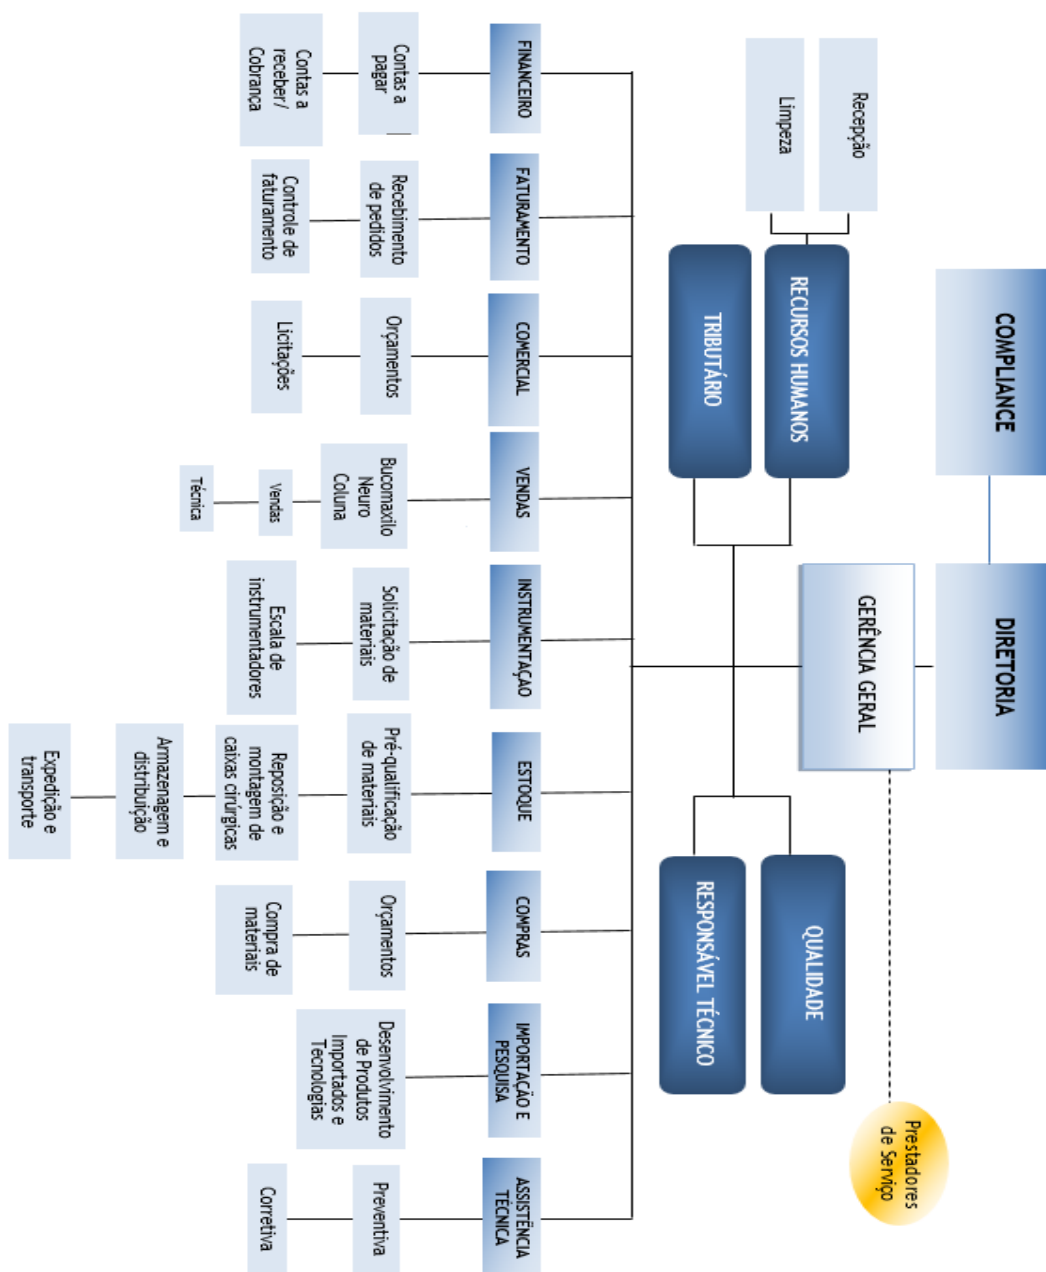 COMPLIANCE
DIRETORIA
GERÊNCIA GERAL
Prestadores
de Serviço
Recepção
Limpeza
RECURSOS HUMANOS
TRIBUTÁRIO
QUALIDADE
RESPONSÁVEL TÉCNICO
FINANCEIRO
Contas a
pagar
Contas a
receber/
Cobrança
FATURAMENTO
Recebimento
de pedidos
Controle de
faturamento
COMERCIAL
Orçamentos
Licitações
VENDAS
Bucomaxilo
Neuro
Coluna
Vendas
Técnica
INSTRUMENTAÇAO
Solicitação de
materiais
Escala de
instrumentadores
ESTOQUE
Pré-qualificação
de materiais
Reposição e
montagem de
caixas cirúrgicas
Armazenagem e
distribuição
Expedição e
transporte
COMPRAS
Orçamentos
Compra de
materiais
IMPORTAÇÃO E
PESQUISA
Desenvolvimento
de Produtos
Importados e
Tecnologias
ASSISTÊNCIA
TÉCNICA
Preventiva
Corretiva